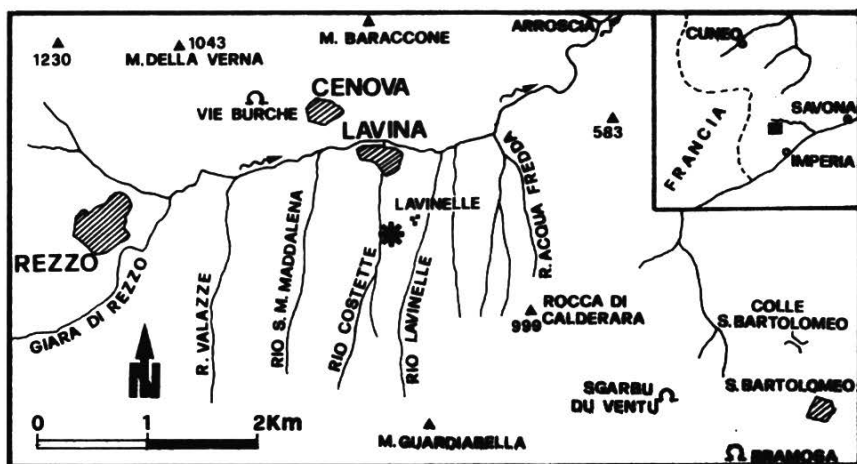 ARROSCIA
1230
1043
M. DELLA VERNA
M. BARACCONE
CENOVA
VIE BURCHE
LAVINA
583
CUNEO
SAVONA
FRANCIA
IMPERIA
REZZO
GIARA DI REZZO
R. VALAZZE
RIO S. M. MADDALENA
RIO COSTETTE
LAVINELLE
RIO LAVINELLE
R. ACQUA FREDDA
999
ROCCA DI
CALDERARA
COLLE
S. BARTOLOMEO
SGARBU
DU VENTU
S. BARTOLOMEO
N
0 1 2Km
M. GUARDIABELLA
BRAMOSA